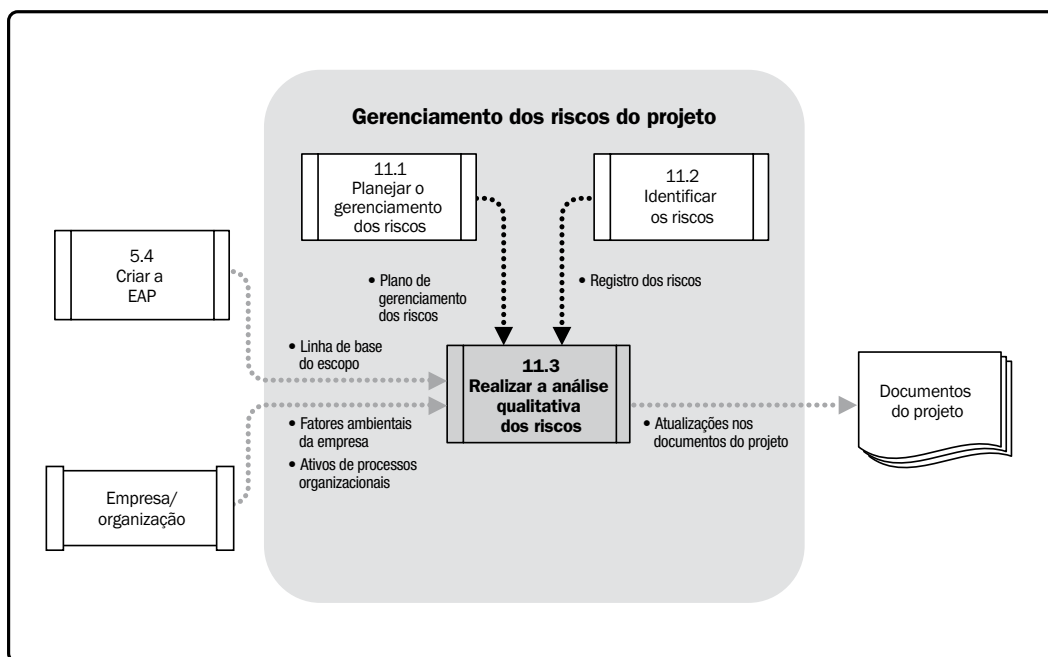 Gerenciamento dos riscos do projeto
11.1
Planejar o
gerenciamento
dos riscos
11.2
Identificar
os riscos
5.4
Criar a
EAP
• Plano de
gerenciamento
dos riscos
• Registro dos riscos
• Linha de base
do escopo
11.3
Realizar a análise
qualitativa
dos riscos
Documentos
do projeto
• Fatores ambientais
da empresa
• Ativos de processos
organizacionais
• Atualizações nos
documentos do projeto
Empresa/
organização